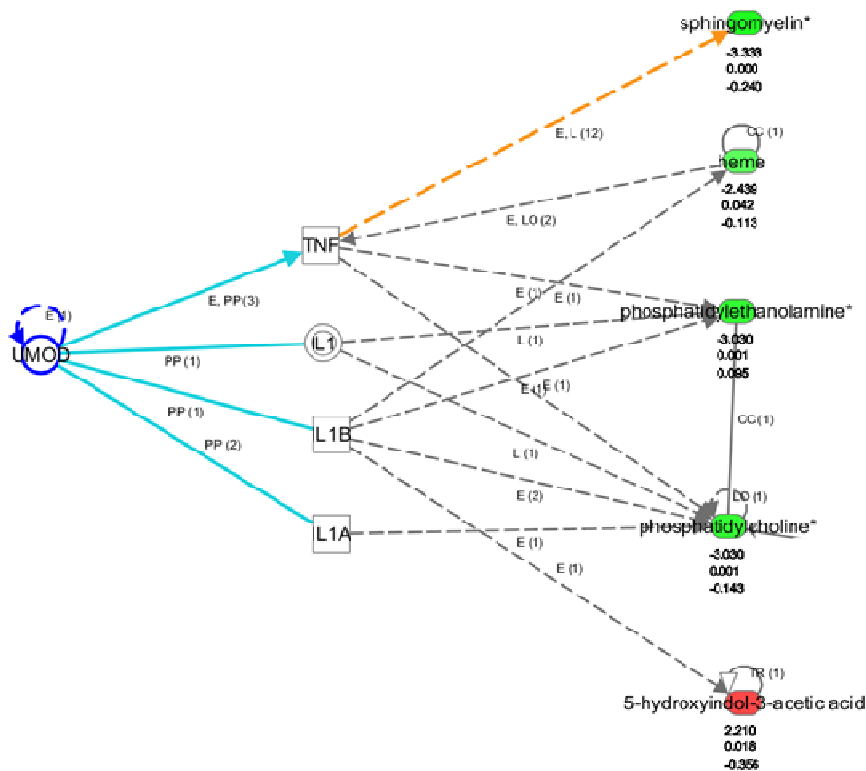 sphingomyelin*
-3.333
0.000
-0.240
E, L (12)
CC (1)
heme
-2.439
0.042
-0.113
E, LO (2)
TNF
E, PP(3)
E (1)
E (1)
phosphatidylethanolamine*
-3.030
0.001
0.095
E (1)
UMOD
PP (1)
IL1
L (1)
E (1)
E (1)
PP (1)
CC(1)
L1B
PP (2)
L (1)
E (2)
LO (1)
phosphatidylcholine*
L1A
E (1)
-3.030
0.001
-0.143
E (1)
TR (1)
5-hydroxyindol-3-acetic acid
2.210
0.018
-0.356